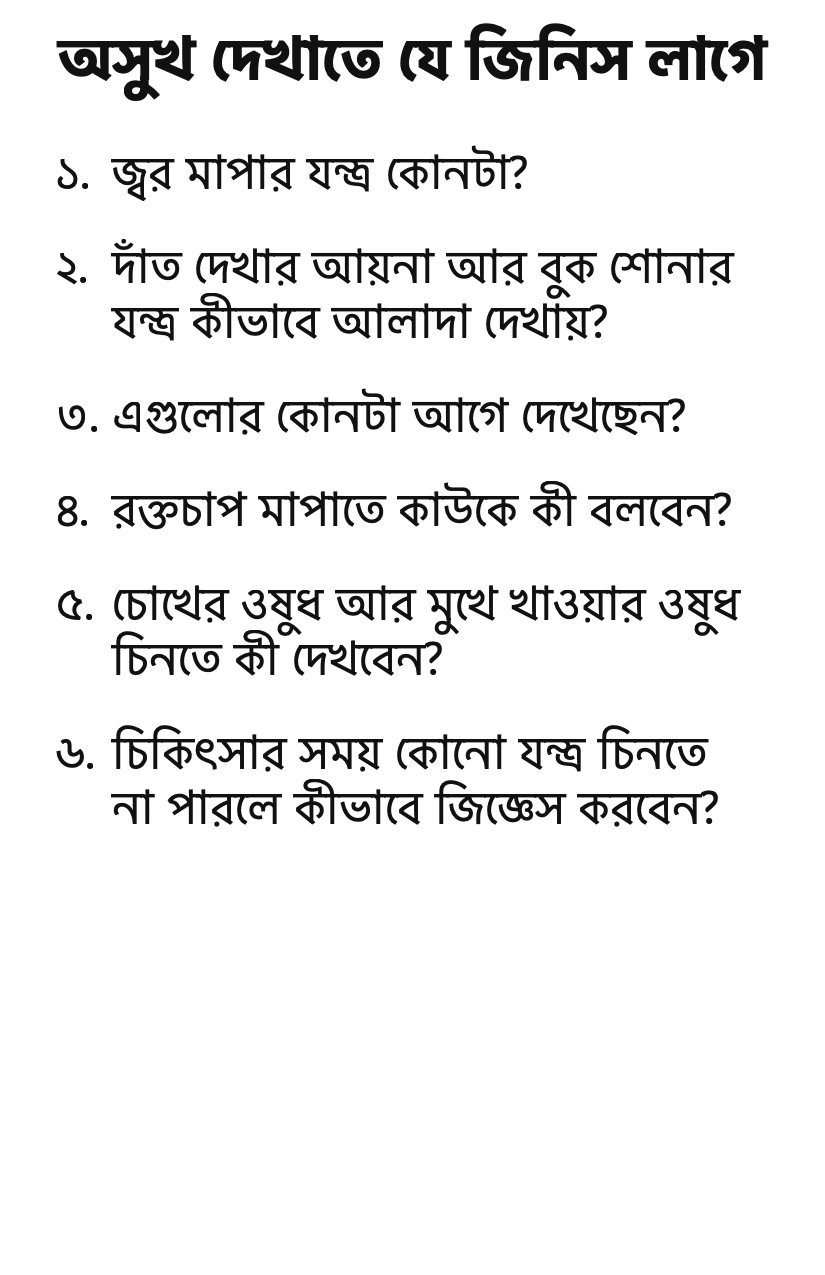 অসুখ দেখাতে যে জিনিস লাগে
১. জ্বর মাপার যন্ত্র কোনটা?
২. দাঁত দেখার আয়না আর বুক শোনার
যন্ত্র কীভাবে আলাদা দেখায়?
৩. এগুলোর কোনটা আগে দেখেছেন?
৪. রক্তচাপ মাপাতে কাউকে কী বলবেন?
৫. চোখের ওষুধ আর মুখে খাওয়ার ওষুধ
চিনতে কী দেখবেন?
৬. চিকিৎসার সময় কোনো যন্ত্র চিনতে
না পারলে কীভাবে জিজ্ঞেস করবেন?